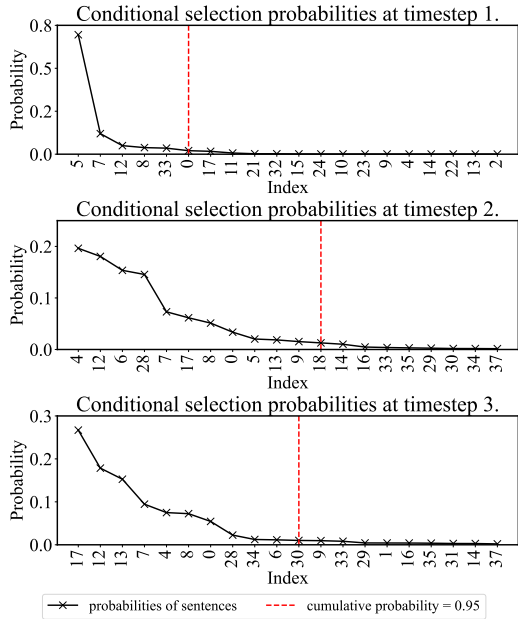 Conditional selection probabilities at timestep 1.
Probability
0.8
0.5
0.2
0.0
5 7 12 8 33 0 17 11 21 32 15 24 10 23 9 4 14 22 13 2
Index
Conditional selection probabilities at timestep 2.
Probability
0.2
0.1
0.0
4 12 6 28 7 17 8 0 5 13 9 18 14 16 33 35 29 30 34 37
Index
Conditional selection probabilities at timestep 3.
Probability
0.3
0.2
0.1
0.0
17 12 13 7 4 8 0 28 34 6 30 9 33 29 1 16 35 31 14 37
Index
probabilities of sentences cumulative probability = 0.95